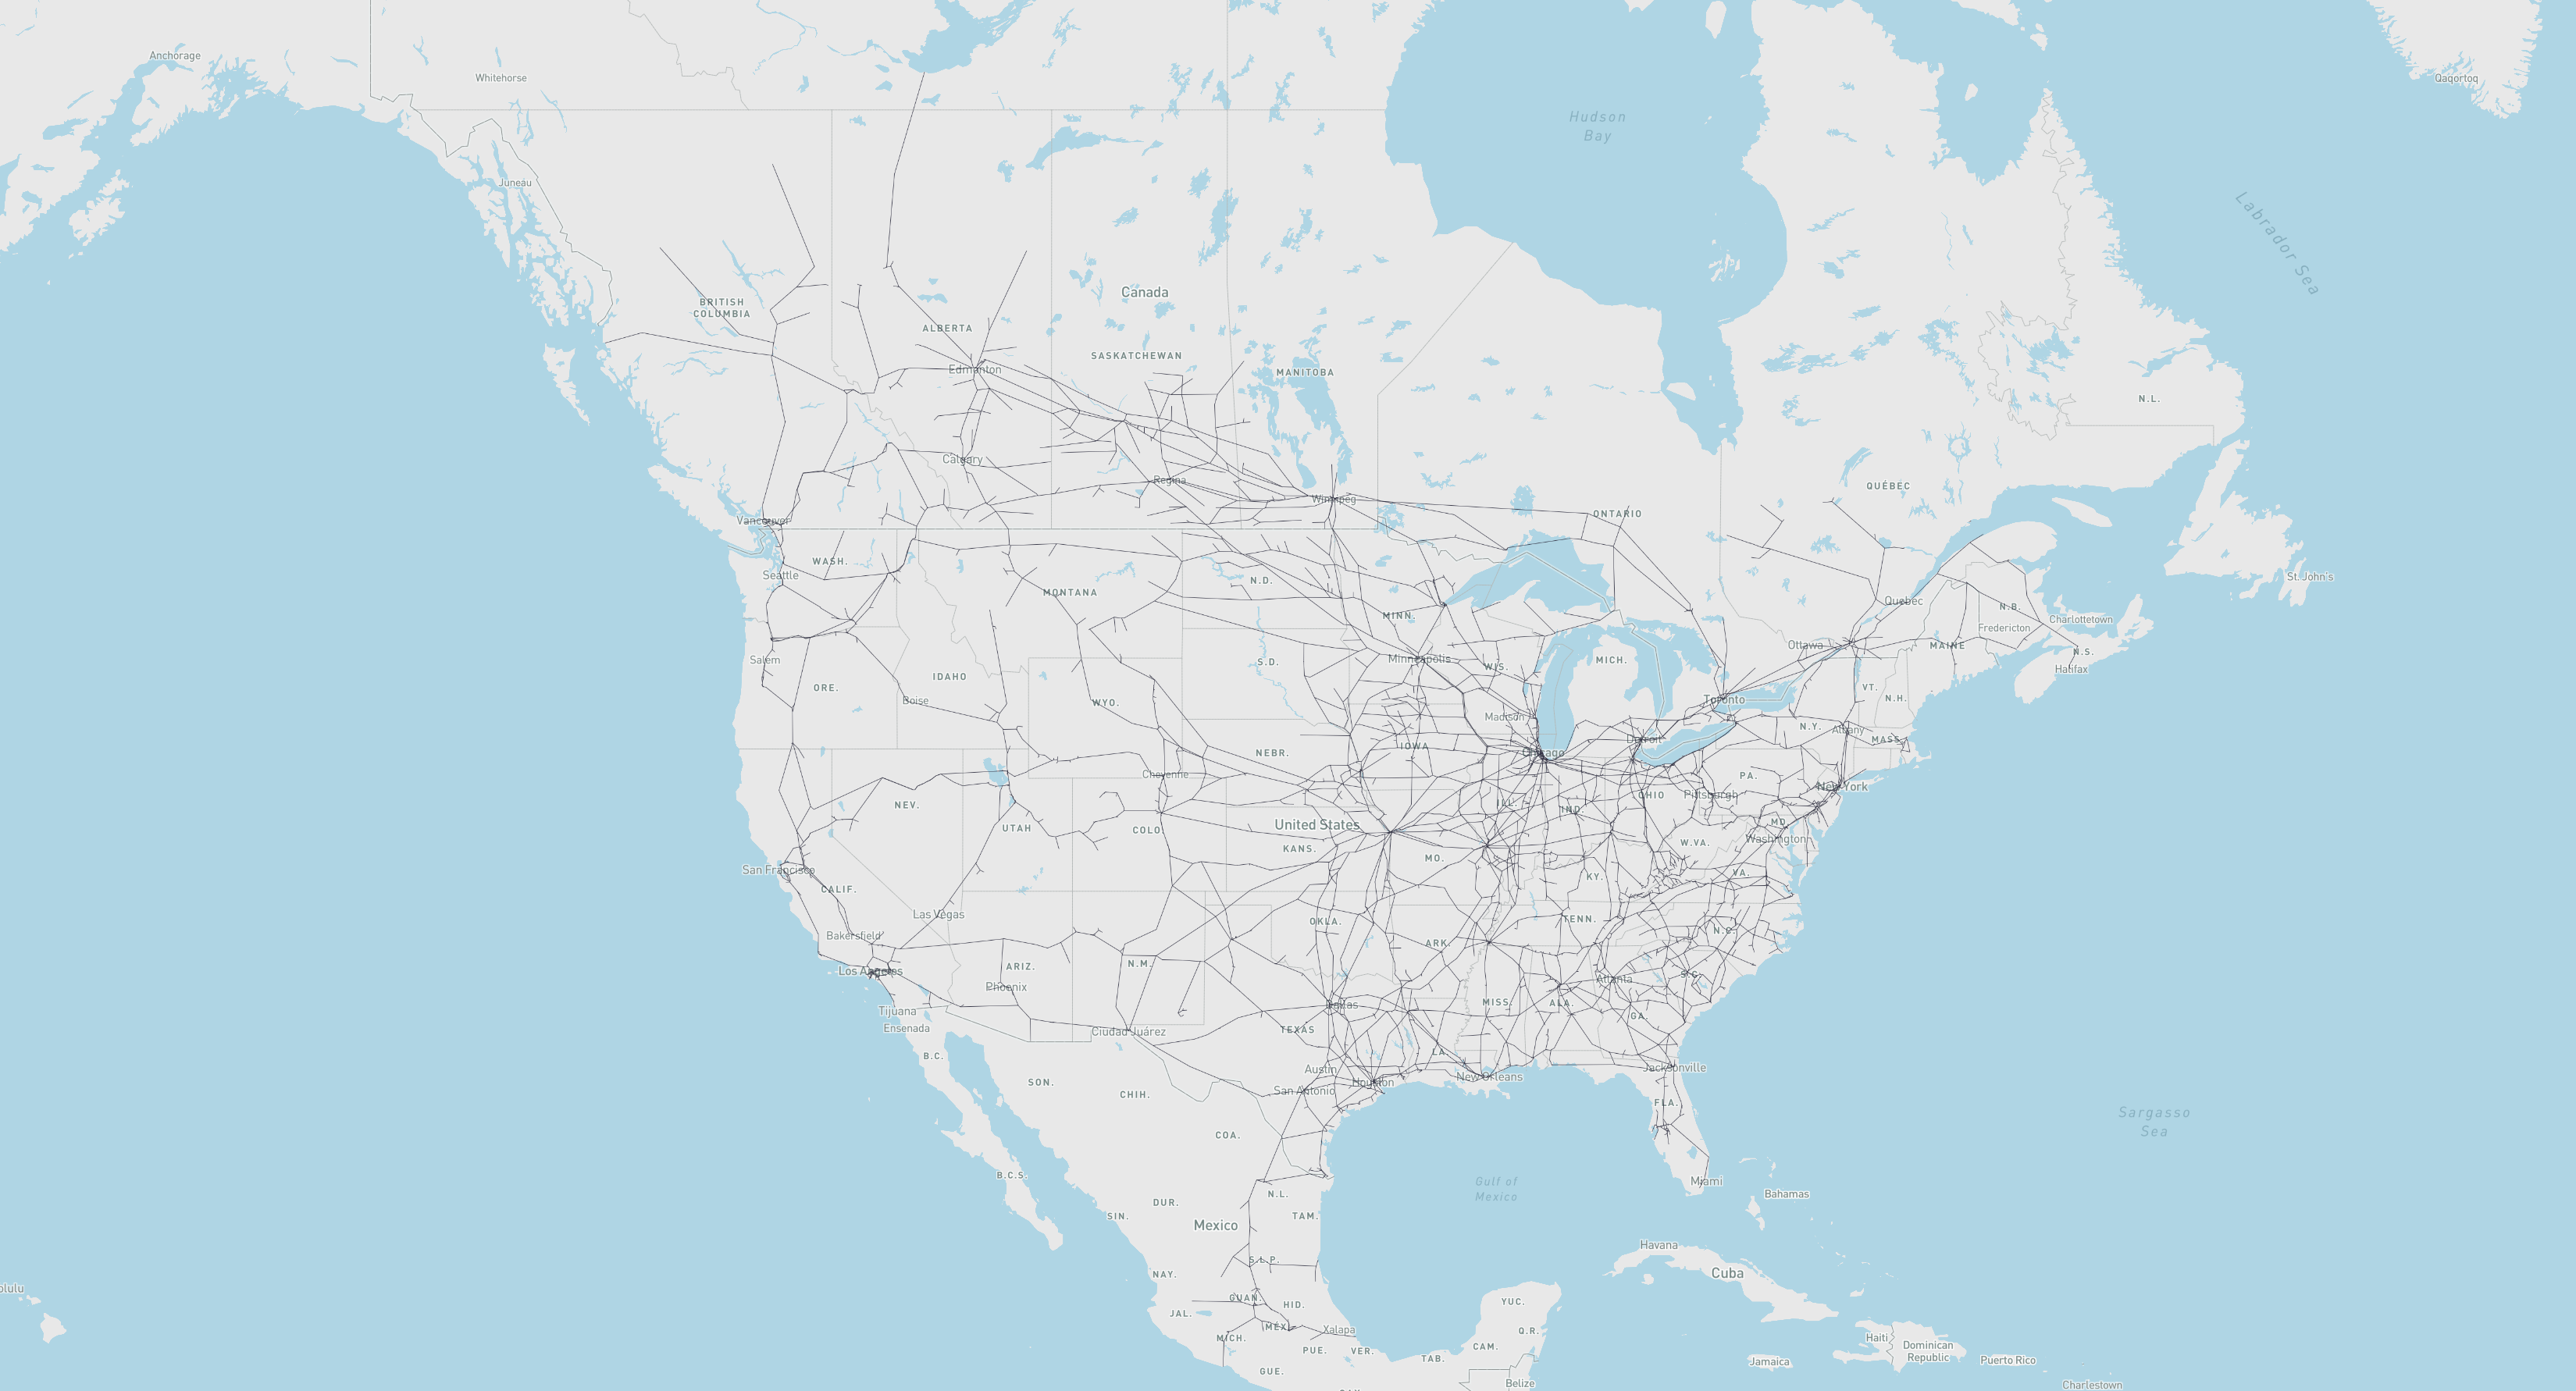 Anchorage
Whitehorse
Qaqortoq
Hudson
Bay
Juneau
Labrador Sea
Canada
BRITISH
COLUMBIA
ALBERTA
SASKATCHEWAN
MANITOBA
Edmonton
N.L.
Calgary
Regina
QUÉBEC
Winnipeg
ONTARIO
Vancouver
WASH.
Seattle
N.D.
MONTANA
St. John's
Quebec
N.B.
MINN.
Charlottetown
Fredericton
Salem
Minneapolis
S.D.
WIS.
MICH.
Ottawa
MAINE
N.S.
Halifax
IDAHO
ORE.
Boise
WYO.
VT.
N.H.
Toronto
Madison
N.Y.
Albany
MASS.
Detroit
IOWA
NEBR.
Chicago
Cheyenne
PA.
New York
NEV.
ILL.
IND.
OHIO
Pittsburgh
UTAH
COLO.
United States
MD.
Washington
KANS.
W.VA.
MO.
San Francisco
KY.
VA.
CALIF.
Las Vegas
OKLA.
TENN.
N.C.
Bakersfield
ARK.
Los Angeles
ARIZ.
N.M.
Phoenix
Atlanta
S.C.
Dallas
MISS.
ALA.
Tijuana
GA.
Ensenada
Ciudad Juárez
TEXAS
B.C.
LA.
Austin
Jacksonville
New Orleans
SON.
Houston
San Antonio
CHIH.
FLA.
Sargasso
Sea
COA.
B.C.S.
Gulf of
Mexico
Miami
N.L.
Bahamas
DUR.
SIN.
TAM.
Mexico
Havana
S.L.P.
Cuba
NAY.
olulu
GUAN.
HID.
YUC.
JAL.
MÉX.
Xalapa
Q.R.
MICH.
Haiti
Dominican
Republic
PUE.
VER.
CAM.
TAB.
Jamaica
Puerto Rico
GUE.
Belize
Charlestown